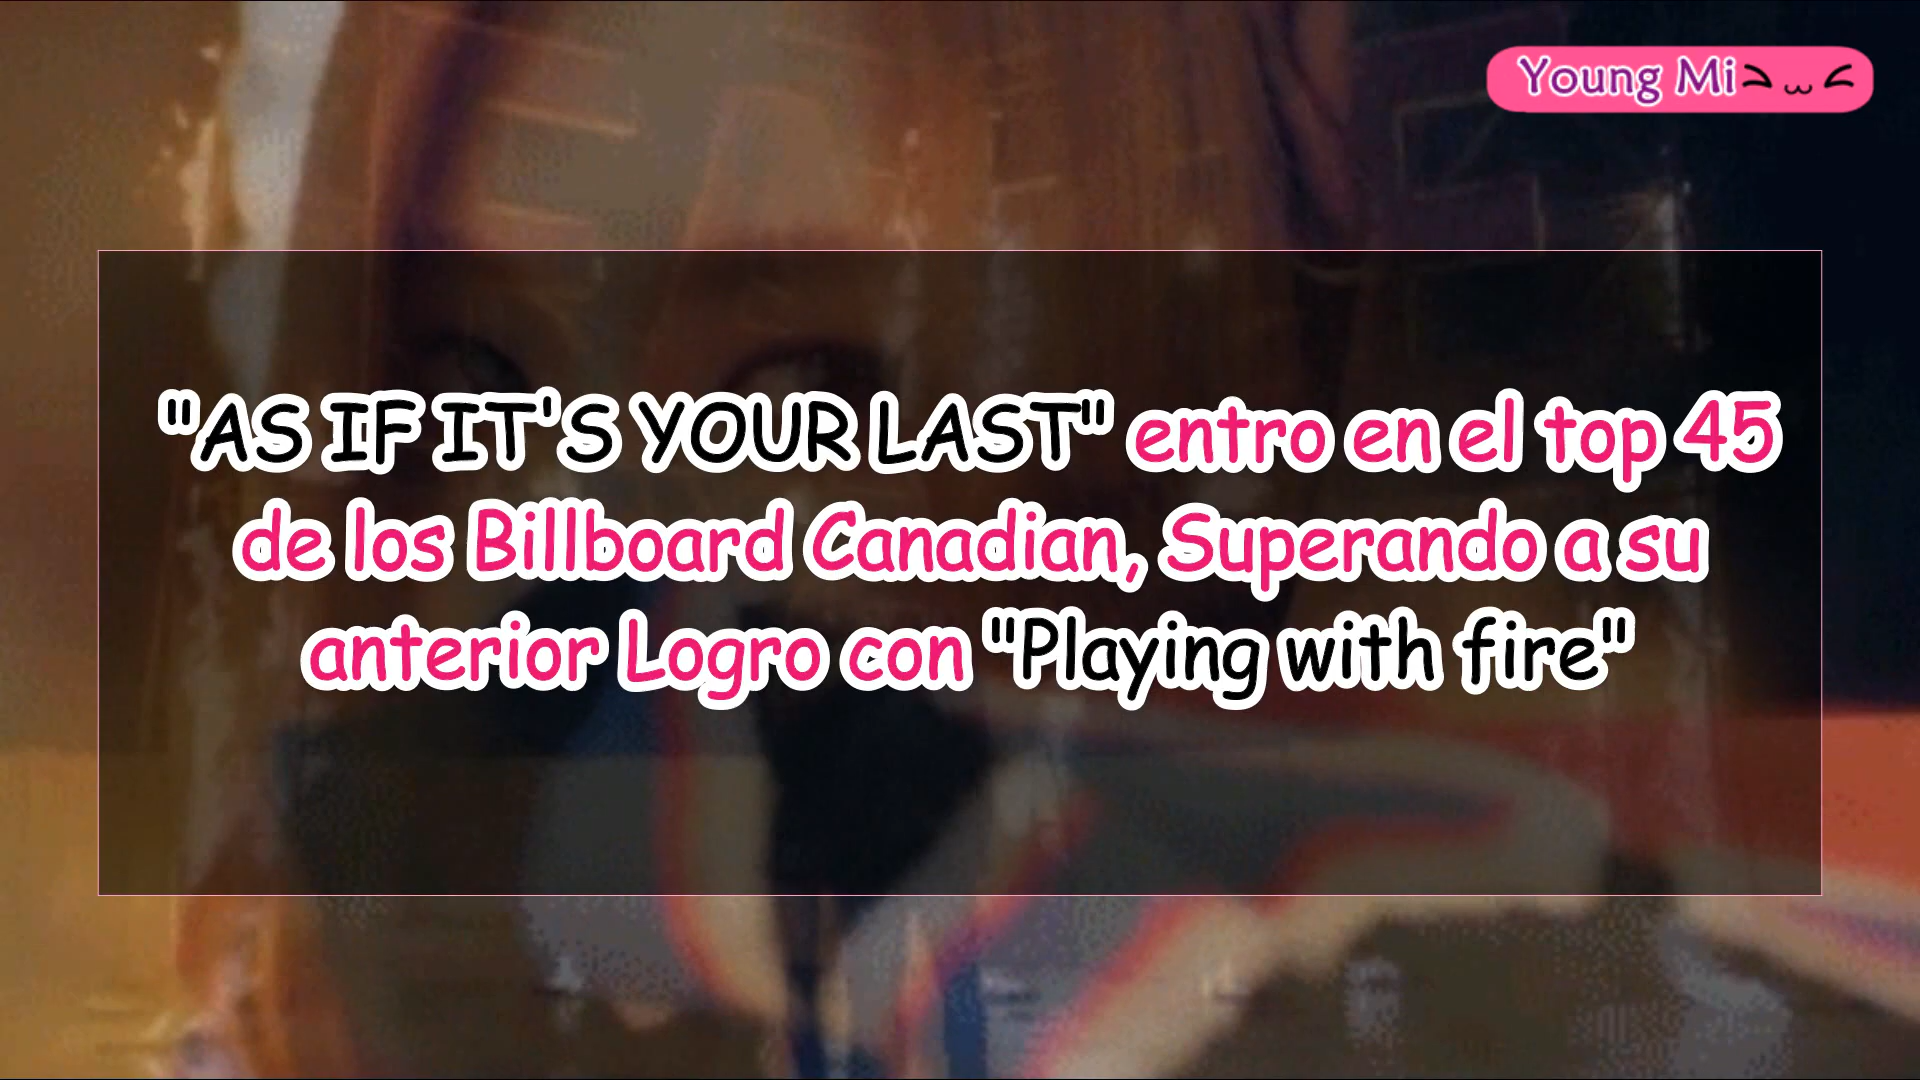 Young Mi
"AS IF IT'S YOUR LAST" entro en el top 45
de los Billboard Canadian, Superando a su
anterior Logro con "Playing with fire"